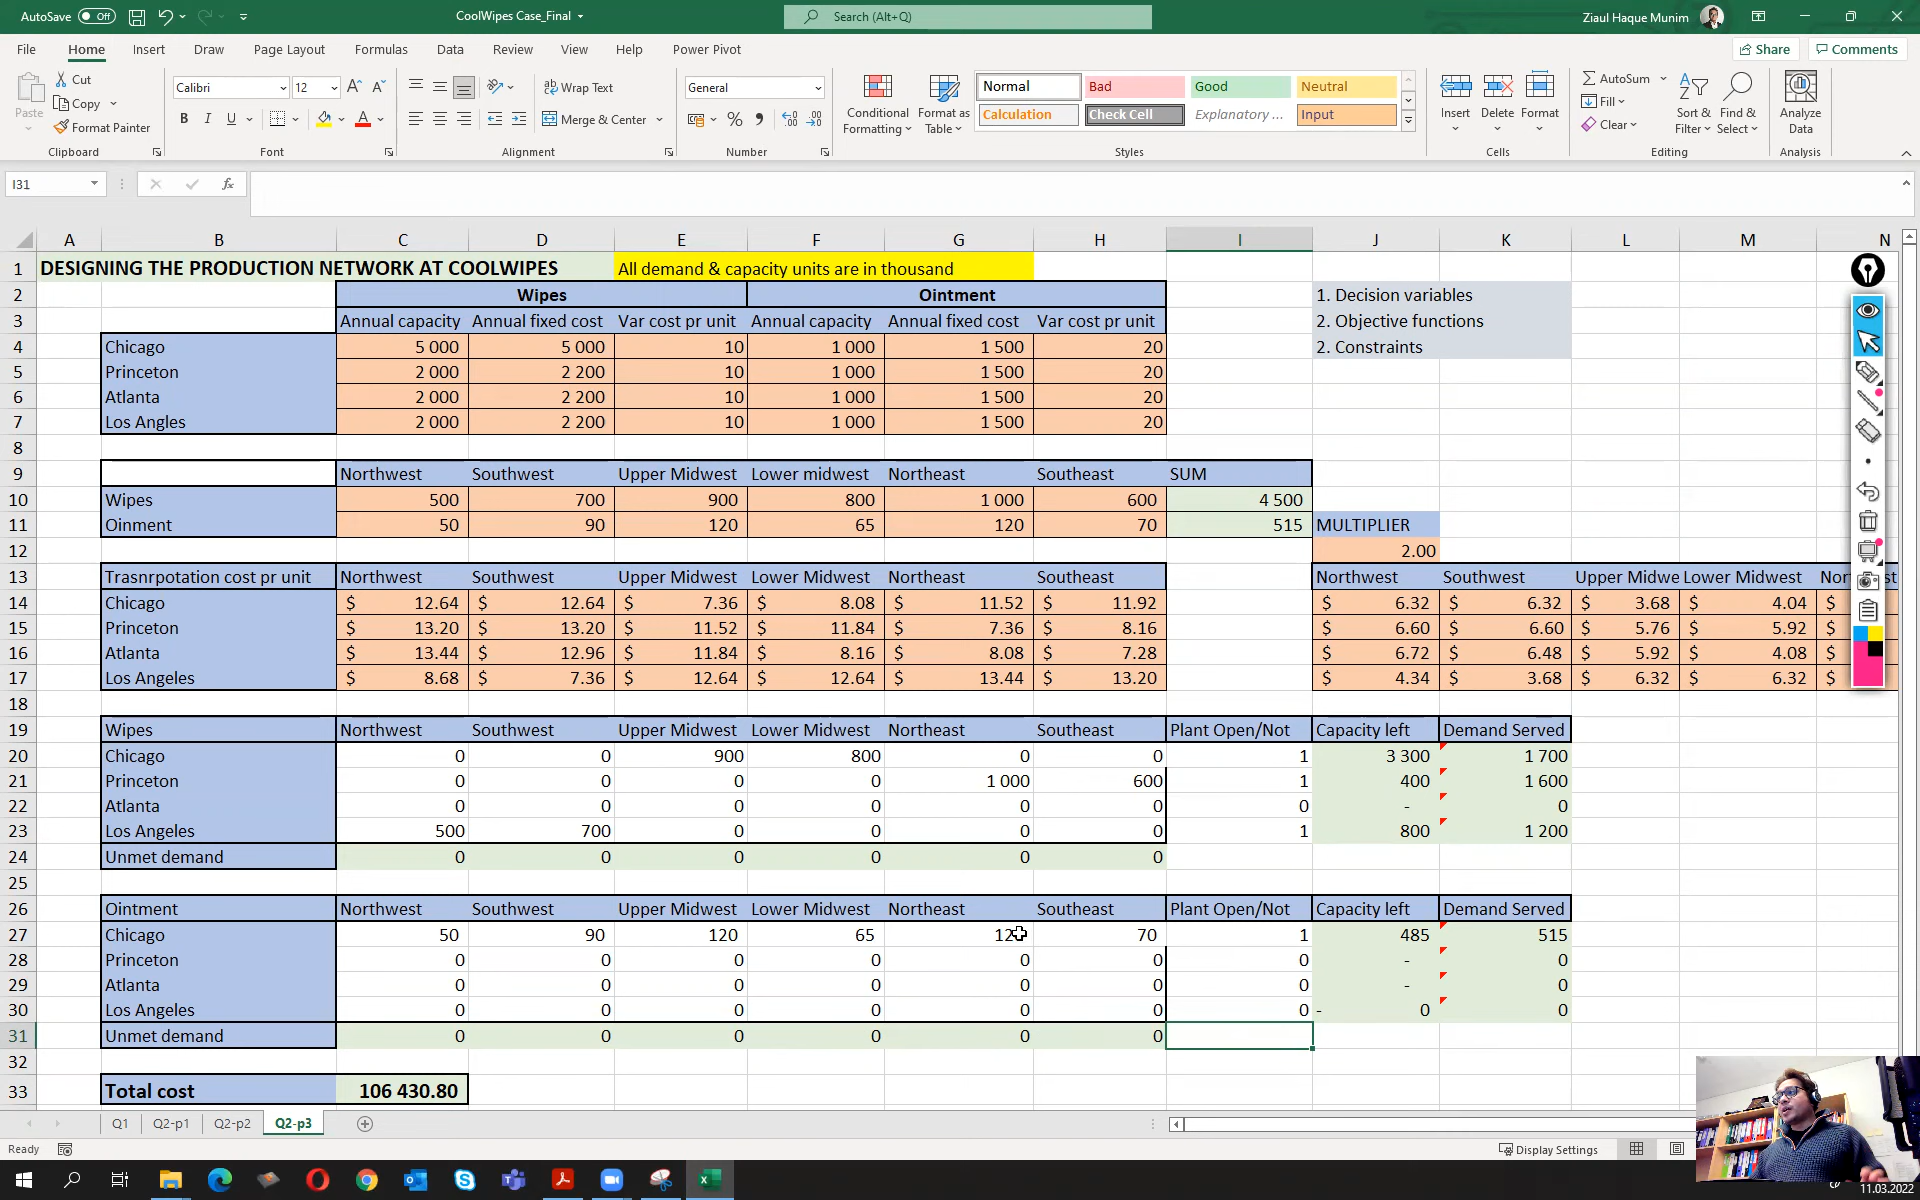 AutoSave Off CoolWipes Case_Final Search (Alt+Q) Ziaul Haque Munim
File Home Insert Draw Page Layout Formulas Data Review View Help Power Pivot Share Comments
Paste Cut Copy Format Painter
Clipboard
Calibri 12 A A
B I U A
Font
Wrap Text
Merge & Center
Alignment
General
%
Number
Conditional Formatting
Format as Table
Normal Bad Good Neutral
Calculation Check Cell Explanatory ... Input
Styles
Insert Delete Format
Cells
AutoSum
Fill
Clear
Sort & Filter
Find & Select
Editing
Analyze Data
Analysis
I31 fx
A B C D E F G H I J K L M N
1 DESIGNING THE PRODUCTION NETWORK AT COOLWIPES All demand & capacity units are in thousand
2 Wipes Ointment 1. Decision variables
3 Annual capacity Annual fixed cost Var cost pr unit Annual capacity Annual fixed cost Var cost pr unit 2. Objective functions
4 Chicago 5 000 5 000 10 1 000 1 500 20 2. Constraints
5 Princeton 2 000 2 200 10 1 000 1 500 20
6 Atlanta 2 000 2 200 10 1 000 1 500 20
7 Los Angles 2 000 2 200 10 1 000 1 500 20
8
9 Northwest Southwest Upper Midwest Lower midwest Northeast Southeast SUM
10 Wipes 500 700 900 800 1 000 600 4 500
11 Oinment 50 90 120 65 120 70 515 MULTIPLIER
12 2.00
13 Trasnrpotation cost pr unit Northwest Southwest Upper Midwest Lower Midwest Northeast Southeast Northwest Southwest Upper Midwe Lower Midwest
14 Chicago $ 12.64 $ 12.64 $ 7.36 $ 8.08 $ 11.52 $ 11.92 $ 6.32 $ 6.32 $ 3.68 $ 4.04 $
15 Princeton $ 13.20 $ 13.20 $ 11.52 $ 11.84 $ 7.36 $ 8.16 $ 6.60 $ 6.60 $ 5.76 $ 5.92 $
16 Atlanta $ 13.44 $ 12.96 $ 11.84 $ 8.16 $ 8.08 $ 7.28 $ 6.72 $ 6.48 $ 5.92 $ 4.08 $
17 Los Angeles $ 8.68 $ 7.36 $ 12.64 $ 12.64 $ 13.44 $ 13.20 $ 4.34 $ 3.68 $ 6.32 $ 6.32 $
18
19 Wipes Northwest Southwest Upper Midwest Lower Midwest Northeast Southeast Plant Open/Not Capacity left Demand Served
20 Chicago 0 0 900 800 0 0 1 3 300 1 700
21 Princeton 0 0 0 0 1 000 600 1 400 1 600
22 Atlanta 0 0 0 0 0 0 0 - 0
23 Los Angeles 500 700 0 0 0 0 1 800 1 200
24 Unmet demand 0 0 0 0 0 0
25
26 Ointment Northwest Southwest Upper Midwest Lower Midwest Northeast Southeast Plant Open/Not Capacity left Demand Served
27 Chicago 50 90 120 65 70 1 485 515
28 Princeton 0 0 0 0 0 0 0 - 0
29 Atlanta 0 0 0 0 0 0 0 - 0
30 Los Angeles 0 0 0 0 0 0 0 - 0 0
31 Unmet demand 0 0 0 0 0 0
32
33 Total cost 106 430.80
Q1 Q2-p1 Q2-p2 Q2-p3
Ready Display Settings
11.03.2022